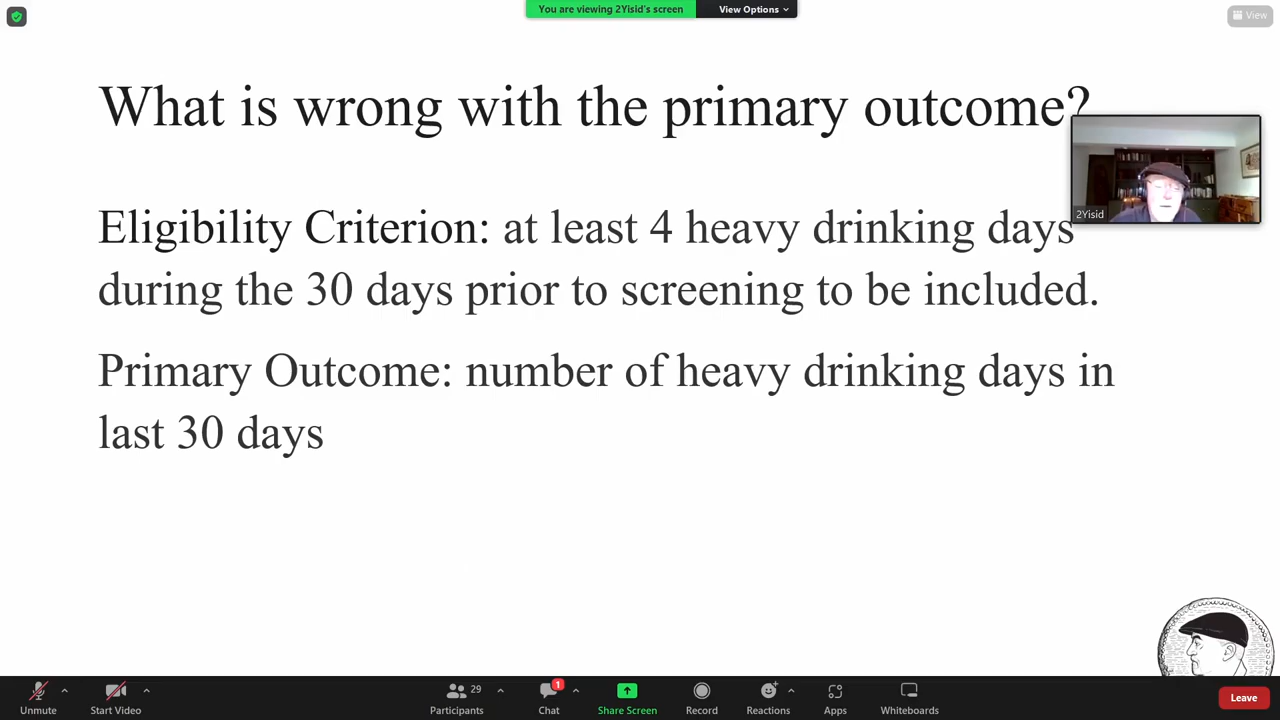 You are viewing 2Yisid's screen
View Options
View
What is wrong with the primary outcome?
2Yisid
Eligibility Criterion: at least 4 heavy drinking days
during the 30 days prior to screening to be included.
Primary Outcome: number of heavy drinking days in
last 30 days
Unmute
Start Video
29
Participants
1
Chat
Share Screen
Record
Reactions
Apps
Whiteboards
Leave